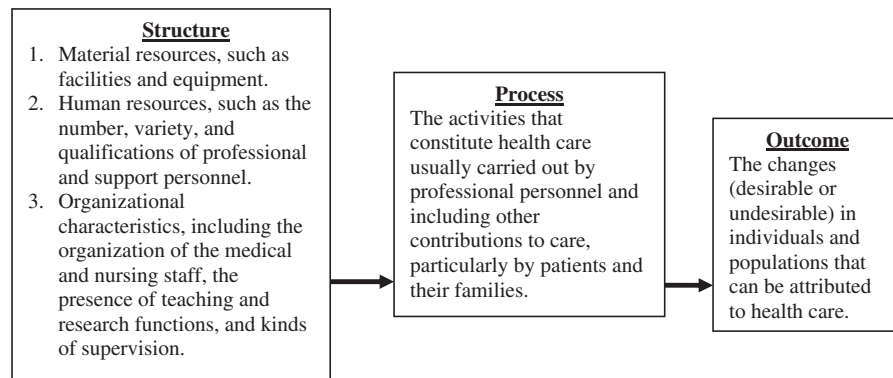 Structure
1. Material resources, such as
facilities and equipment.
2. Human resources, such as the
number, variety, and
qualifications of professional
and support personnel.
3. Organizational
characteristics, including the
organization of the medical
and nursing staff, the
presence of teaching and
research functions, and kinds
of supervision.
Process
The activities that
constitute health care
usually carried out by
professional personnel and
including other
contributions to care,
particularly by patients and
their families.
Outcome
The changes
(desirable or
undesirable) in
individuals and
populations that
can be attributed
to health care.